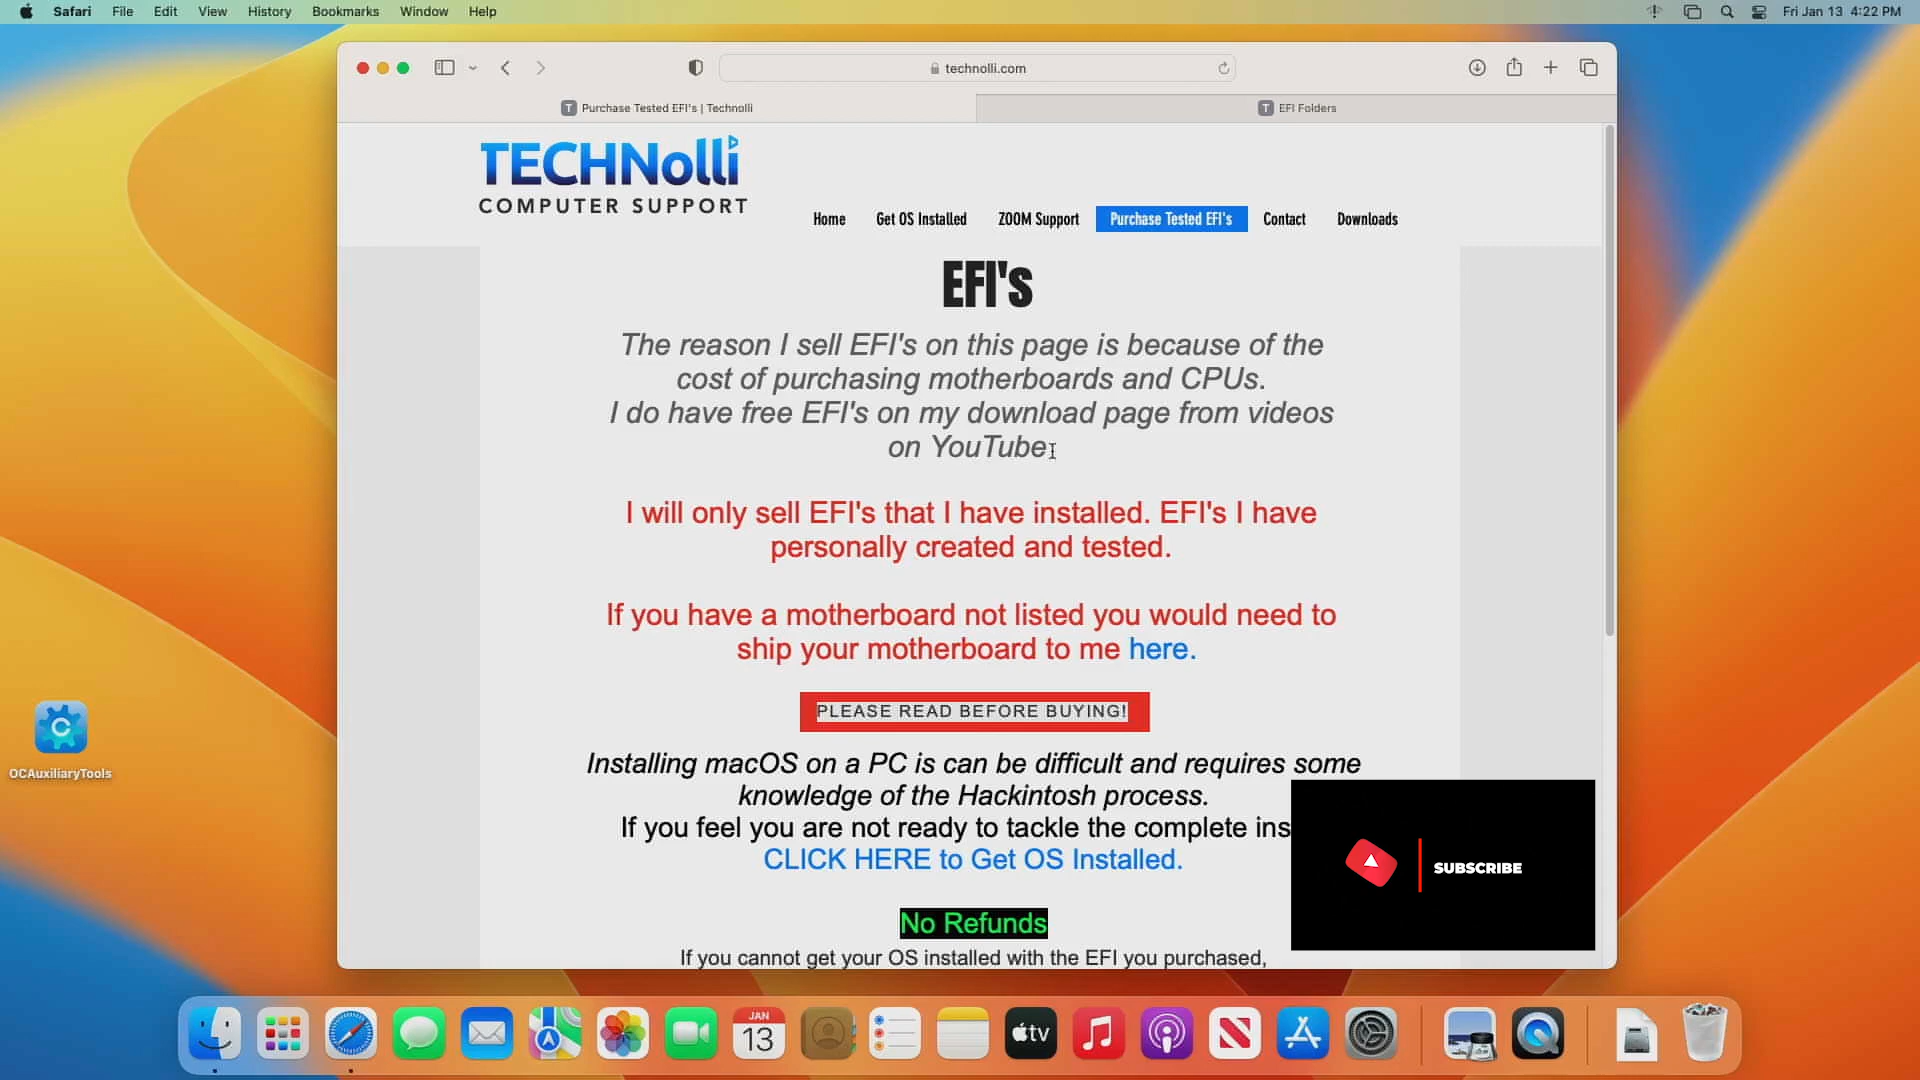 Safari File Edit View History Bookmarks Window Help Fri Jan 13 4:22 PM
technolli.com
T Purchase Tested EFI's | Technolli T EFI Folders
TECHNolli
COMPUTER SUPPORT
Home Get OS Installed ZOOM Support Purchase Tested EFI's Contact Downloads
EFI's
The reason I sell EFI's on this page is because of the
cost of purchasing motherboards and CPUs.
I do have free EFI's on my download page from videos
on YouTube.
I will only sell EFI's that I have installed. EFI's I have
personally created and tested.
If you have a motherboard not listed you would need to
ship your motherboard to me here.
PLEASE READ BEFORE BUYING!
Installing macOS on a PC is can be difficult and requires some
knowledge of the Hackintosh process.
If you feel you are not ready to tackle the complete ins
CLICK HERE to Get OS Installed.
SUBSCRIBE
No Refunds
If you cannot get your OS installed with the EFI you purchased,
OCAuxiliaryTools
JAN
13
tv